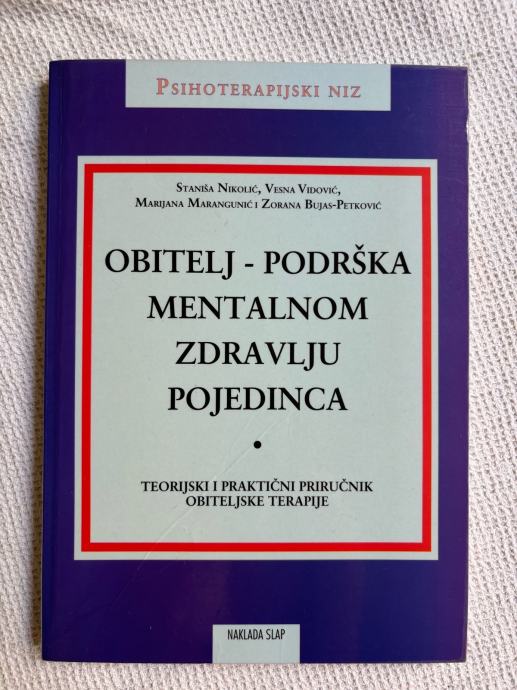 PSIHOTERAPIJSKI NIZ
STANIŠA NIKOLIĆ, VESNA VIDOVIĆ,
MARIJANA MARANGUNIĆ I ZORANA BUJAS-PETKOVIĆ
OBITELJ - PODRŠKA
MENTALNOM
ZDRAVLJU
POJEDINCA
•
TEORIJSKI I PRAKTIČNI PRIRUČNIK
OBITELJSKE TERAPIJE
NAKLADA SLAP